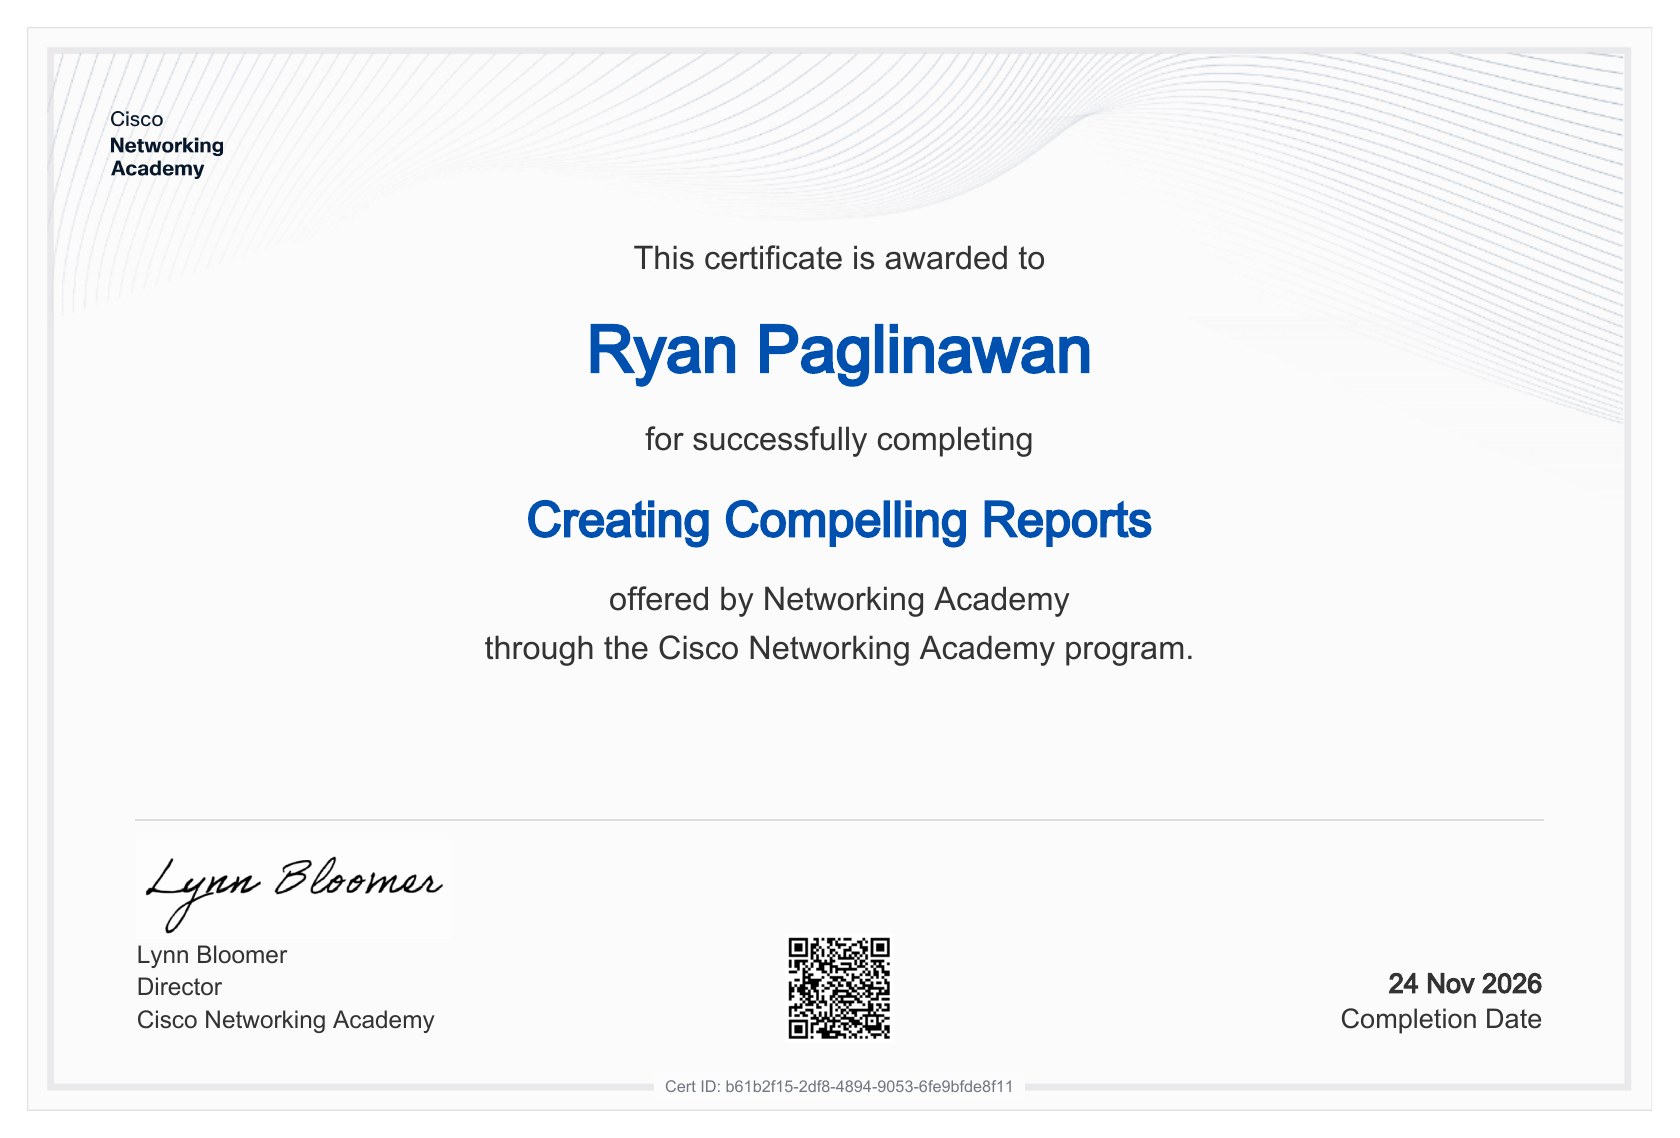 Cisco
Networking
Academy
This certificate is awarded to
Ryan Paglinawan
for successfully completing
Creating Compelling Reports
offered by Networking Academy
through the Cisco Networking Academy program.
Lynn Bloomer
Lynn Bloomer
Director
Cisco Networking Academy
24 Nov 2026
Completion Date
Cert ID: b61b2f15-2df8-4894-9053-6fe9bfde8f11